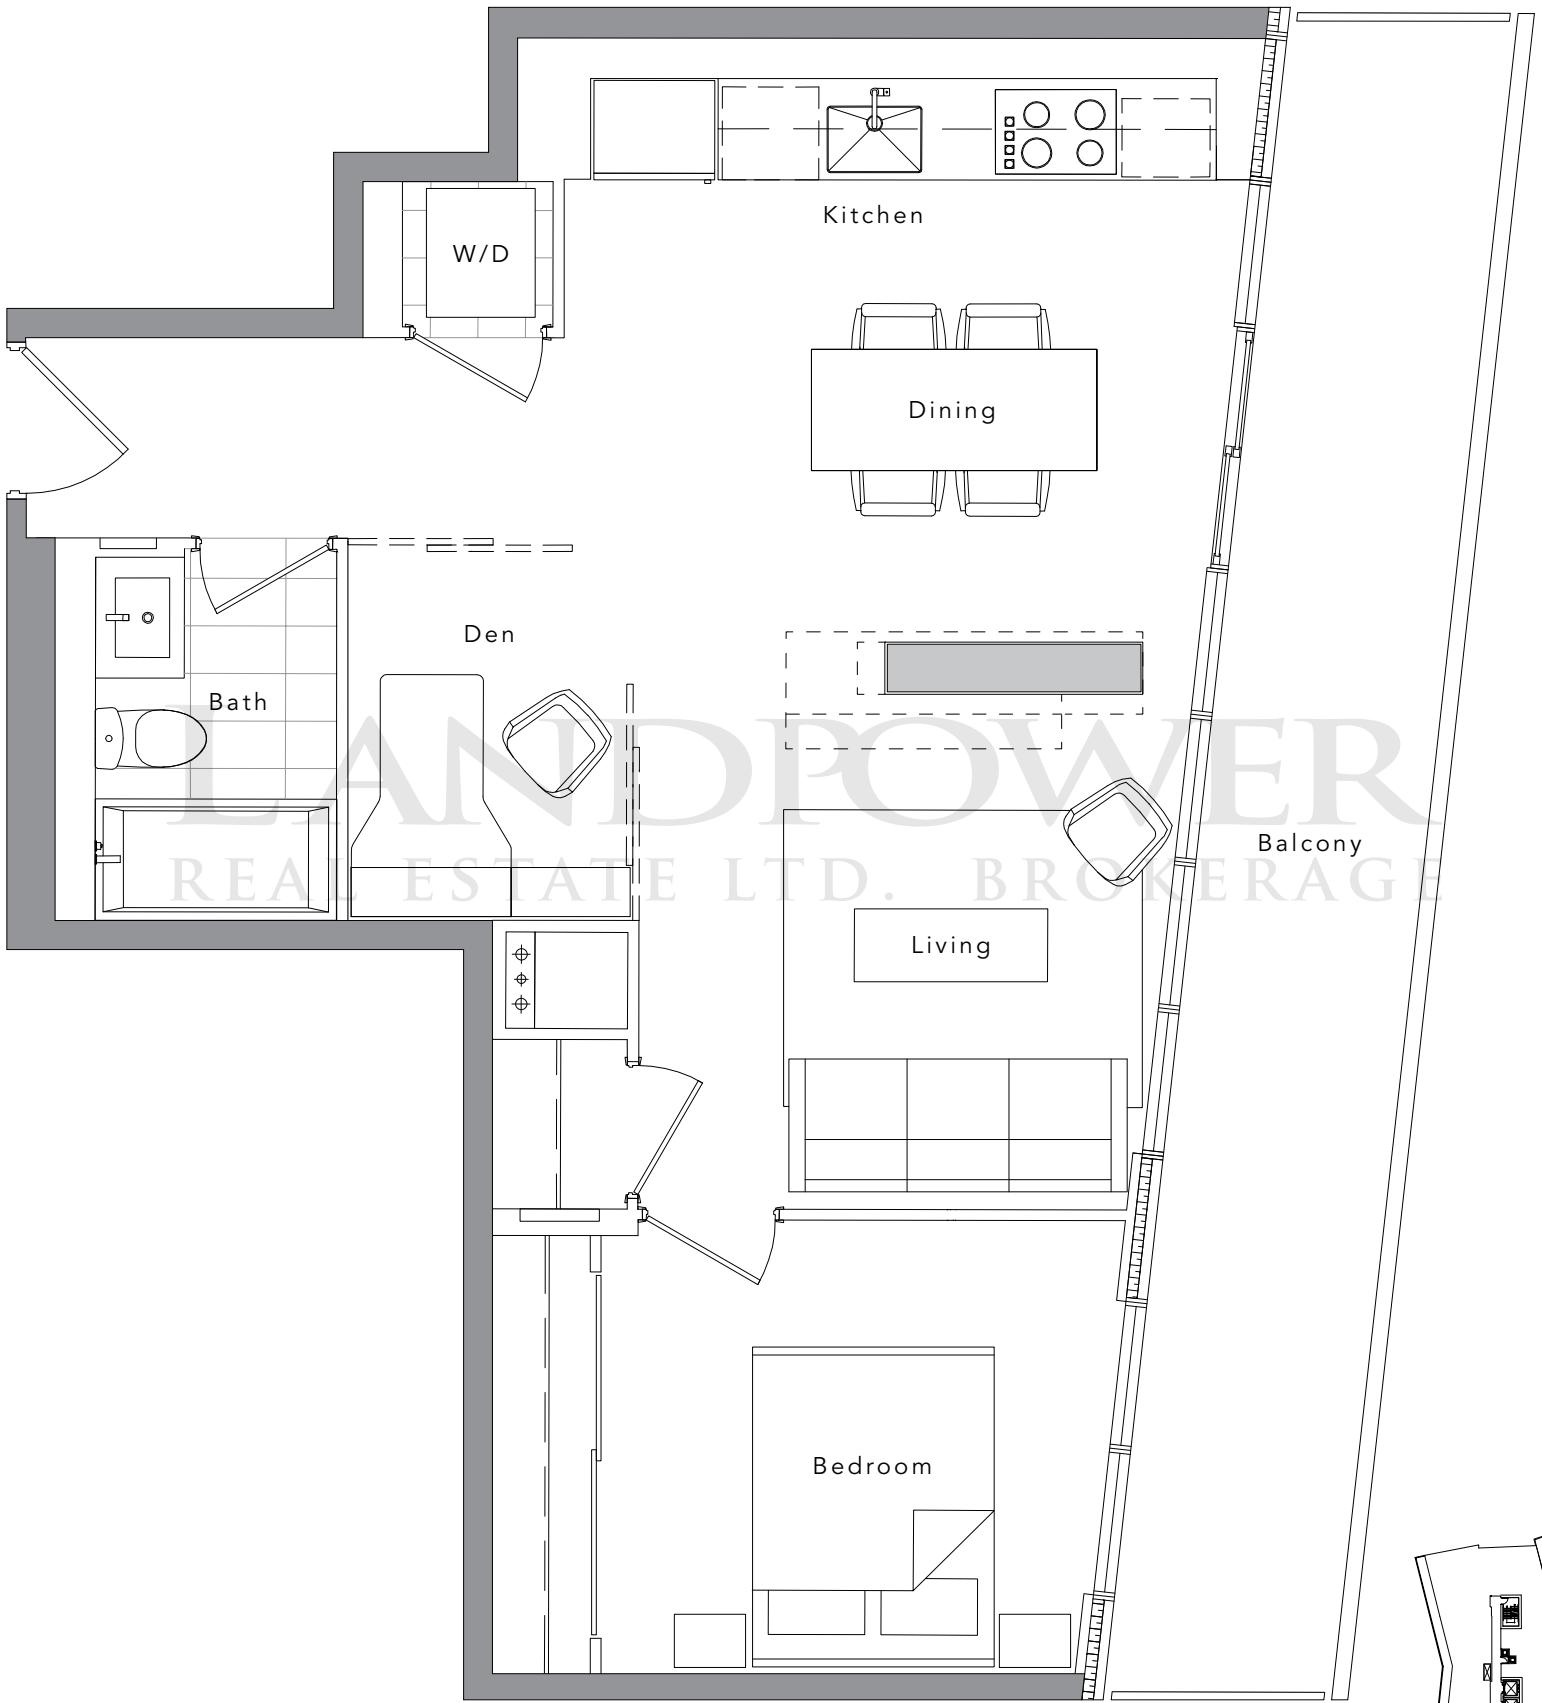 Kitchen
W/D
Dining
Den
Bath
LANDPOWER
REAL ESTATE LTD. BROKERAGE
Balcony
Living
Bedroom